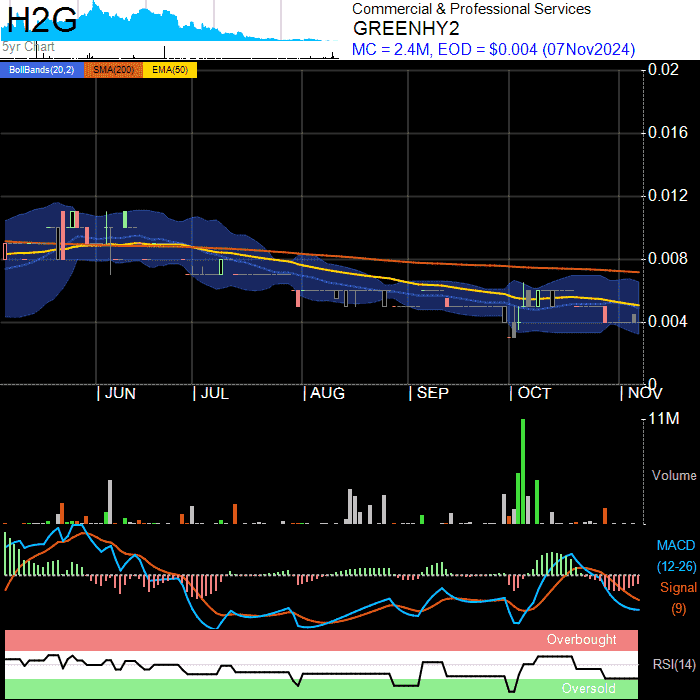 H2G
5yr Chart
Commercial & Professional Services
GREENHY2
MC = 2.4M, EOD = $0.004 (07Nov2024)
BollBands(20,2) SMA(200) EMA(50)
0.02
0.016
0.012
0.008
0.004
0
JUN JUL AUG SEP OCT NOV
11M
Volume
MACD
(12-26)
Signal
(9)
Overbought
RSI(14)
Oversold